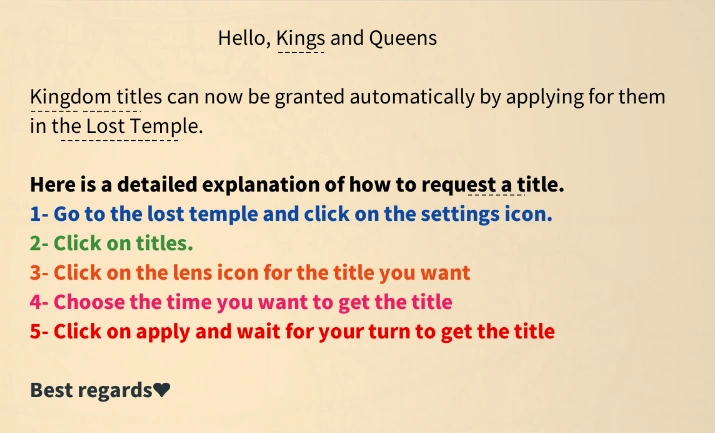 Hello, Kings and Queens
Kingdom titles can now be granted automatically by applying for them
in the Lost Temple.
Here is a detailed explanation of how to request a title.
1- Go to the lost temple and click on the settings icon.
2- Click on titles.
3- Click on the lens icon for the title you want
4- Choose the time you want to get the title
5- Click on apply and wait for your turn to get the title
Best regards♥